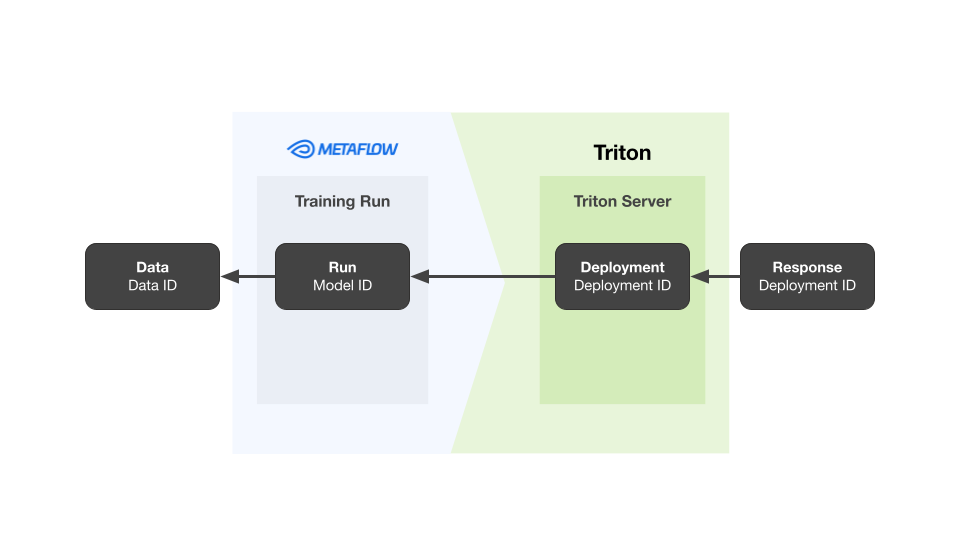 METAFLOW
Triton
Training Run
Triton Server
Data
Data ID
Run
Model ID
Deployment
Deployment ID
Response
Deployment ID